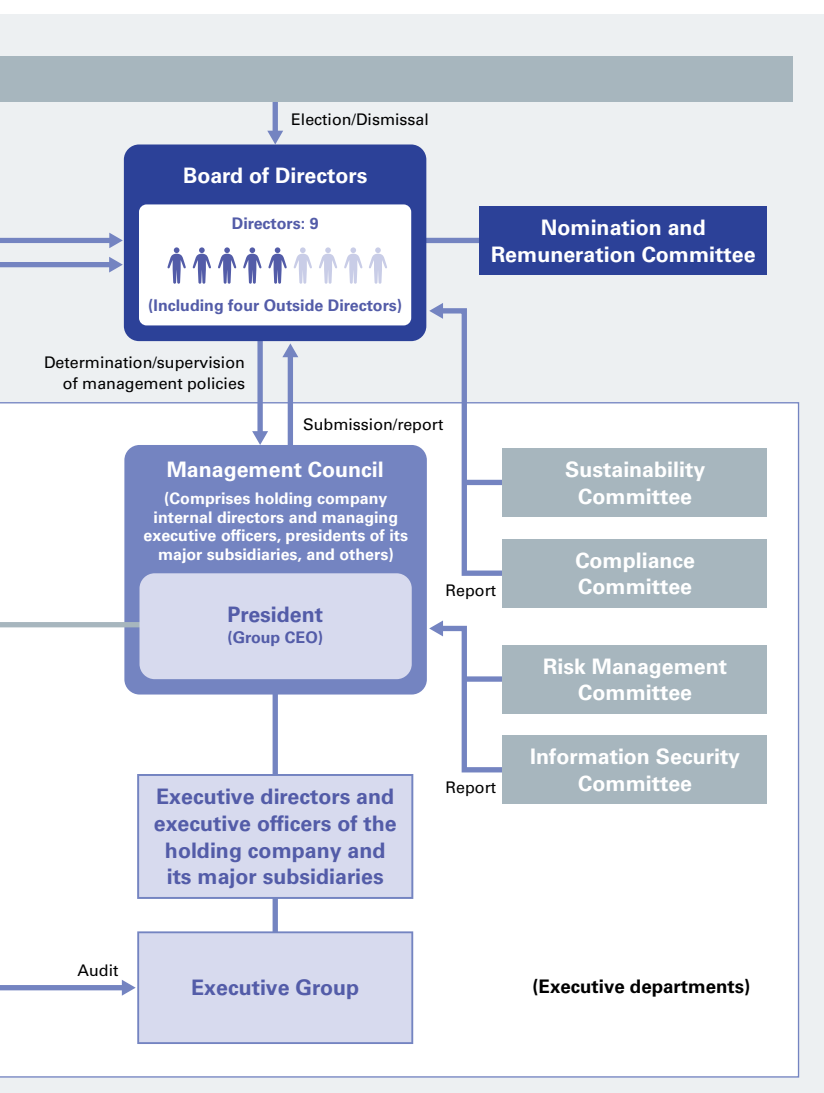 Election/Dismissal
Board of Directors
Directors: 9
(Including four Outside Directors)
Nomination and
Remuneration Committee
Determination/supervision
of management policies
Submission/report
Management Council
(Comprises holding company
internal directors and managing
executive officers, presidents of its
major subsidiaries, and others)
President
(Group CEO)
Sustainability
Committee
Compliance
Committee
Report
Risk Management
Committee
Information Security
Committee
Report
Executive directors and
executive officers of the
holding company and
its major subsidiaries
Audit
Executive Group
(Executive departments)